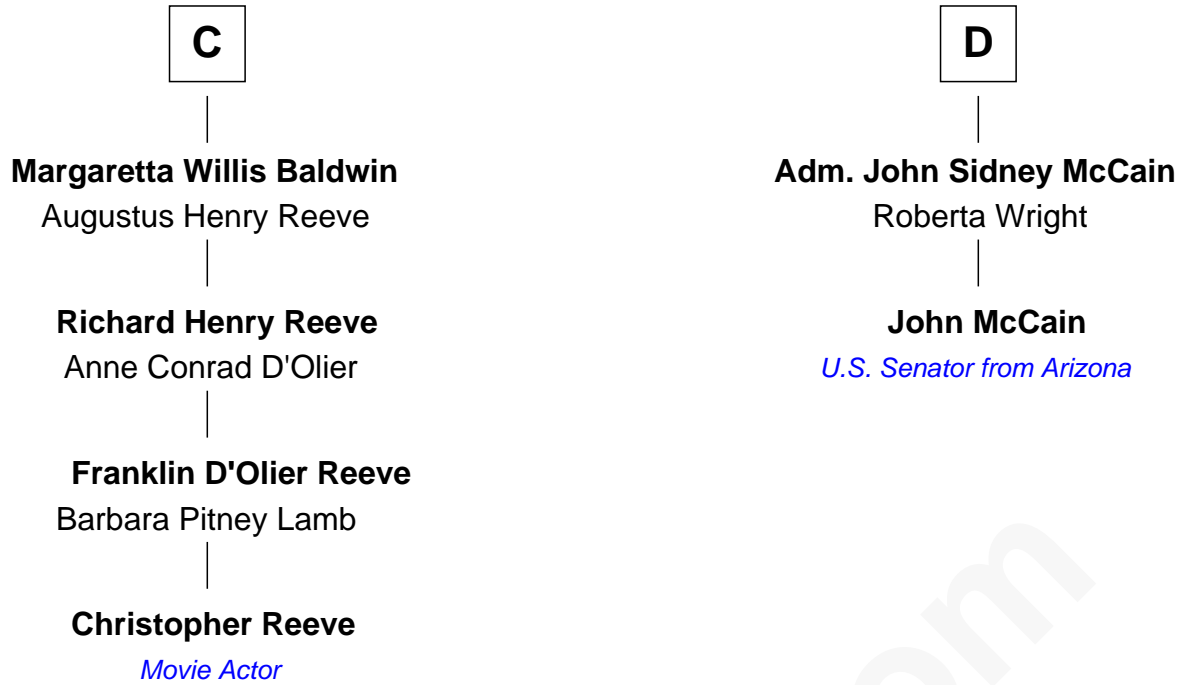 C
Margaretta Willis Baldwin
Augustus Henry Reeve
Richard Henry Reeve
Anne Conrad D'Olier
Franklin D'Olier Reeve
Barbara Pitney Lamb
Christopher Reeve
Movie Actor
D
Adm. John Sidney McCain
Roberta Wright
John McCain
U.S. Senator from Arizona
om